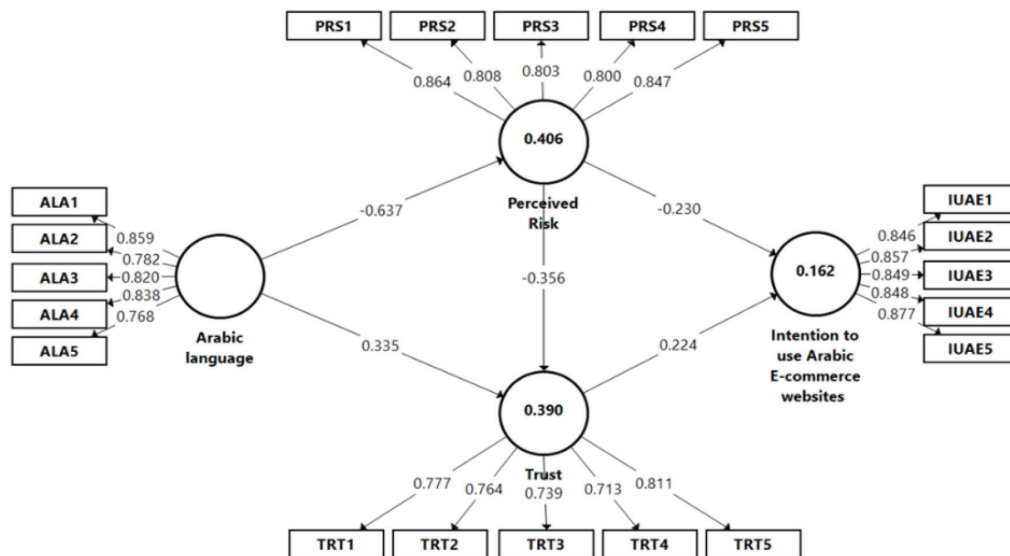 PRS1 PRS2 PRS3 PRS4 PRS5
0.864 0.808 0.803 0.800 0.847
0.406
Perceived
Risk
-0.637
-0.230
-0.356
ALA1
ALA2
ALA3
ALA4
ALA5
0.859
0.782
0.820
0.838
0.768
Arabic
language
IUAE1
IUAE2
IUAE3
IUAE4
IUAE5
0.846
0.857
0.849
0.848
0.877
0.162
Intention to
use Arabic
E-commerce
websites
0.335
0.224
0.390
Trust
0.777 0.764 0.739 0.713 0.811
TRT1 TRT2 TRT3 TRT4 TRT5